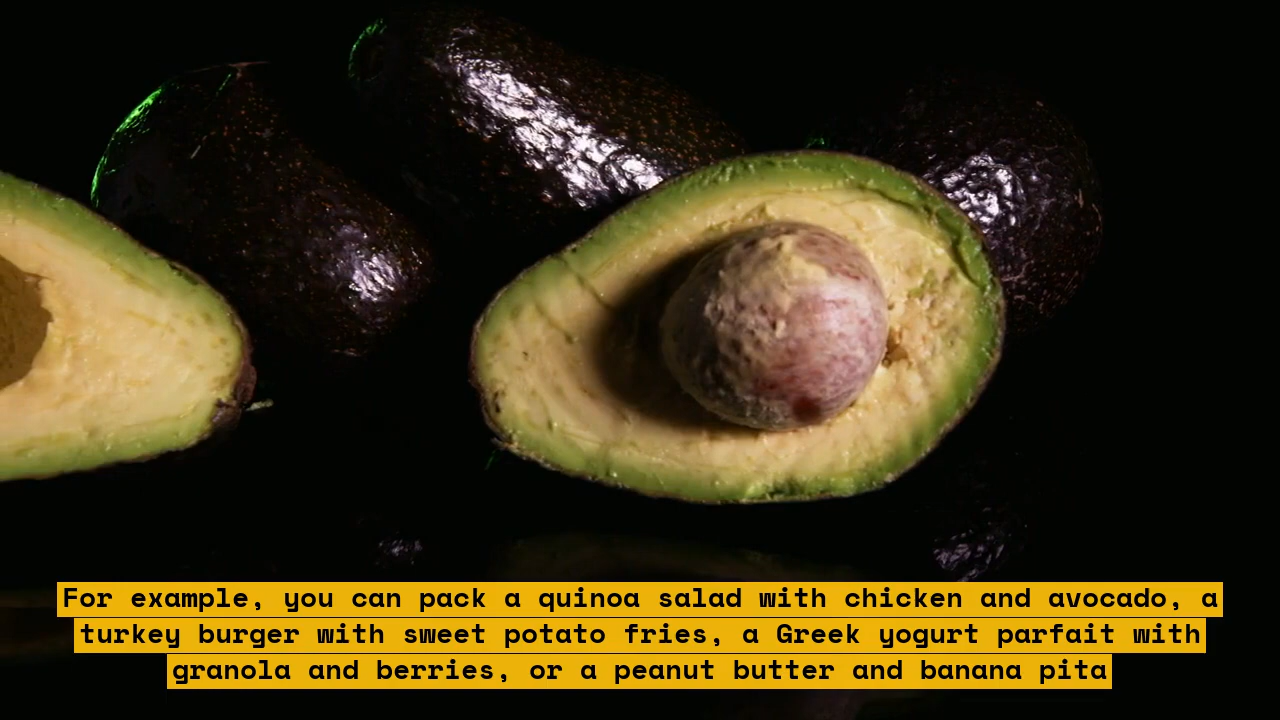 For example, you can pack a quinoa salad with chicken and avocado, a
turkey burger with sweet potato fries, a Greek yogurt parfait with
granola and berries, or a peanut butter and banana pita